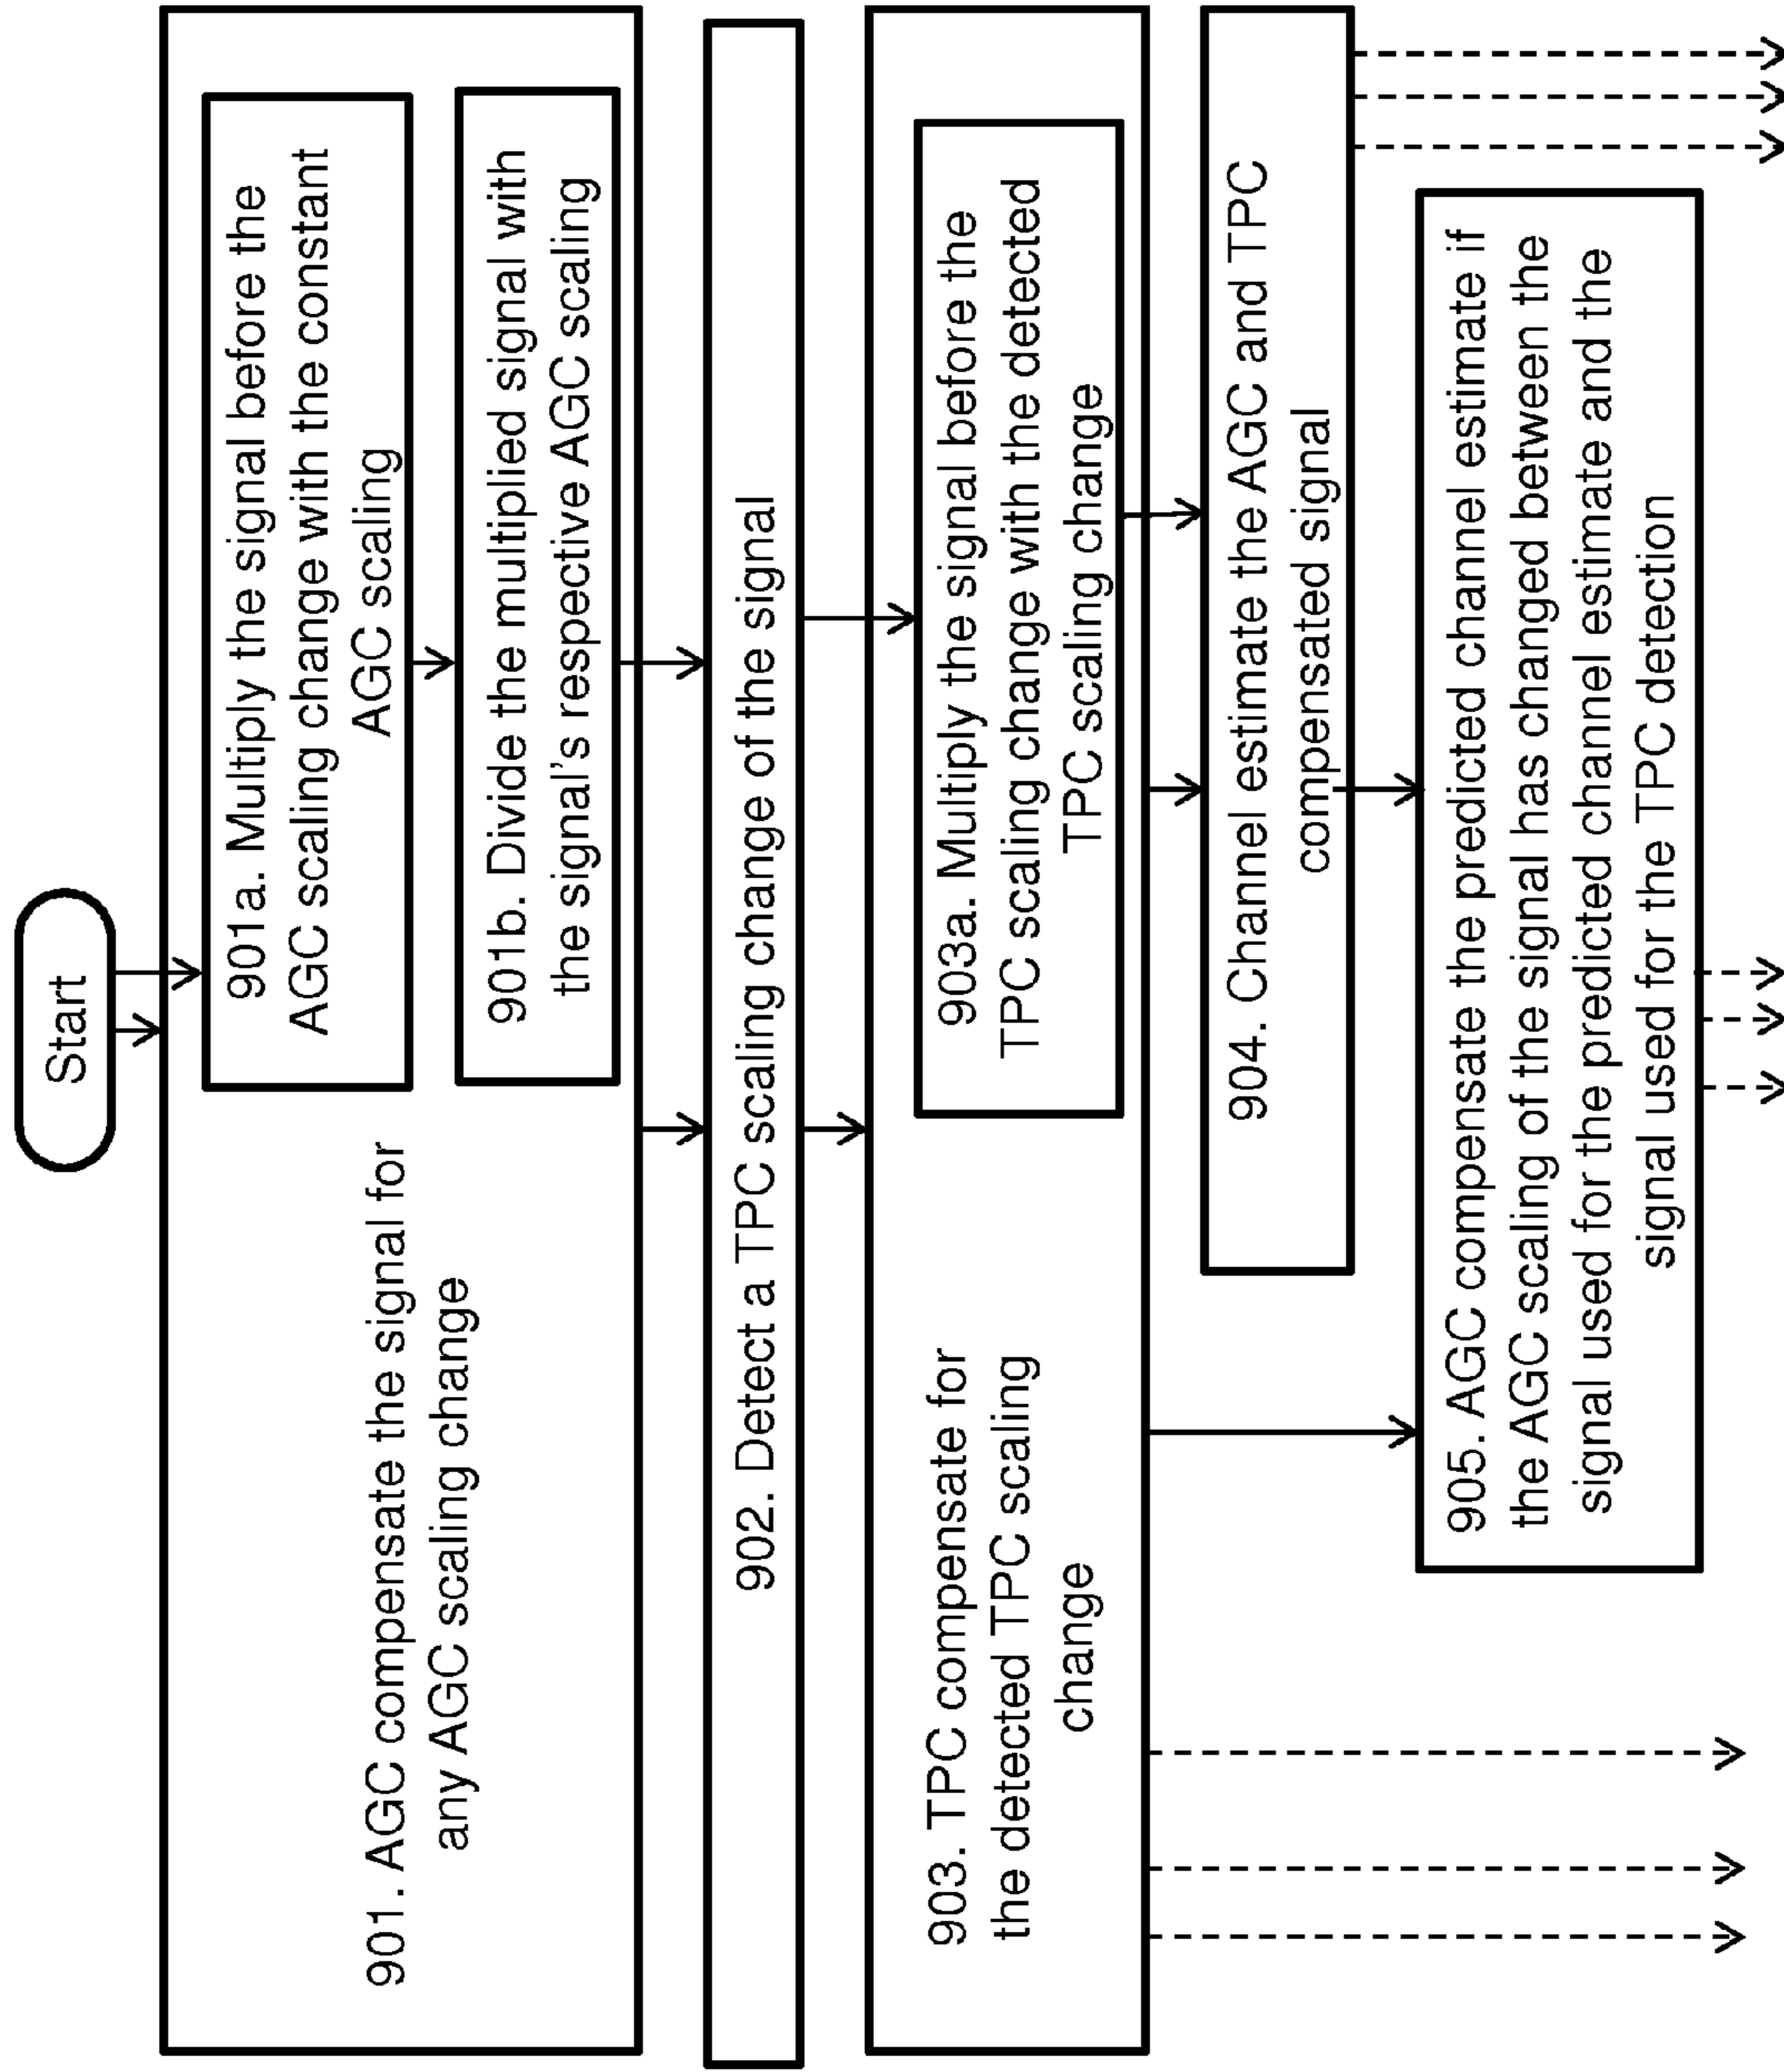 Start
901. AGC compensate the signal for
any AGC scaling change
901a. Multiply the signal before the
AGC scaling change with the constant
AGC scaling
901b. Divide the multiplied signal with
the signal's respective AGC scaling
902. Detect a TPC scaling change of the signal
903. TPC compensate for
the detected TPC scaling
change
903a. Multiply the signal before the
TPC scaling change with the detected
TPC scaling change
904. Channel estimate the AGC and TPC
compensated signal
905. AGC compensate the predicted channel estimate if
the AGC scaling of the signal has changed between the
signal used for the predicted channel estimate and the
signal used for the TPC detection